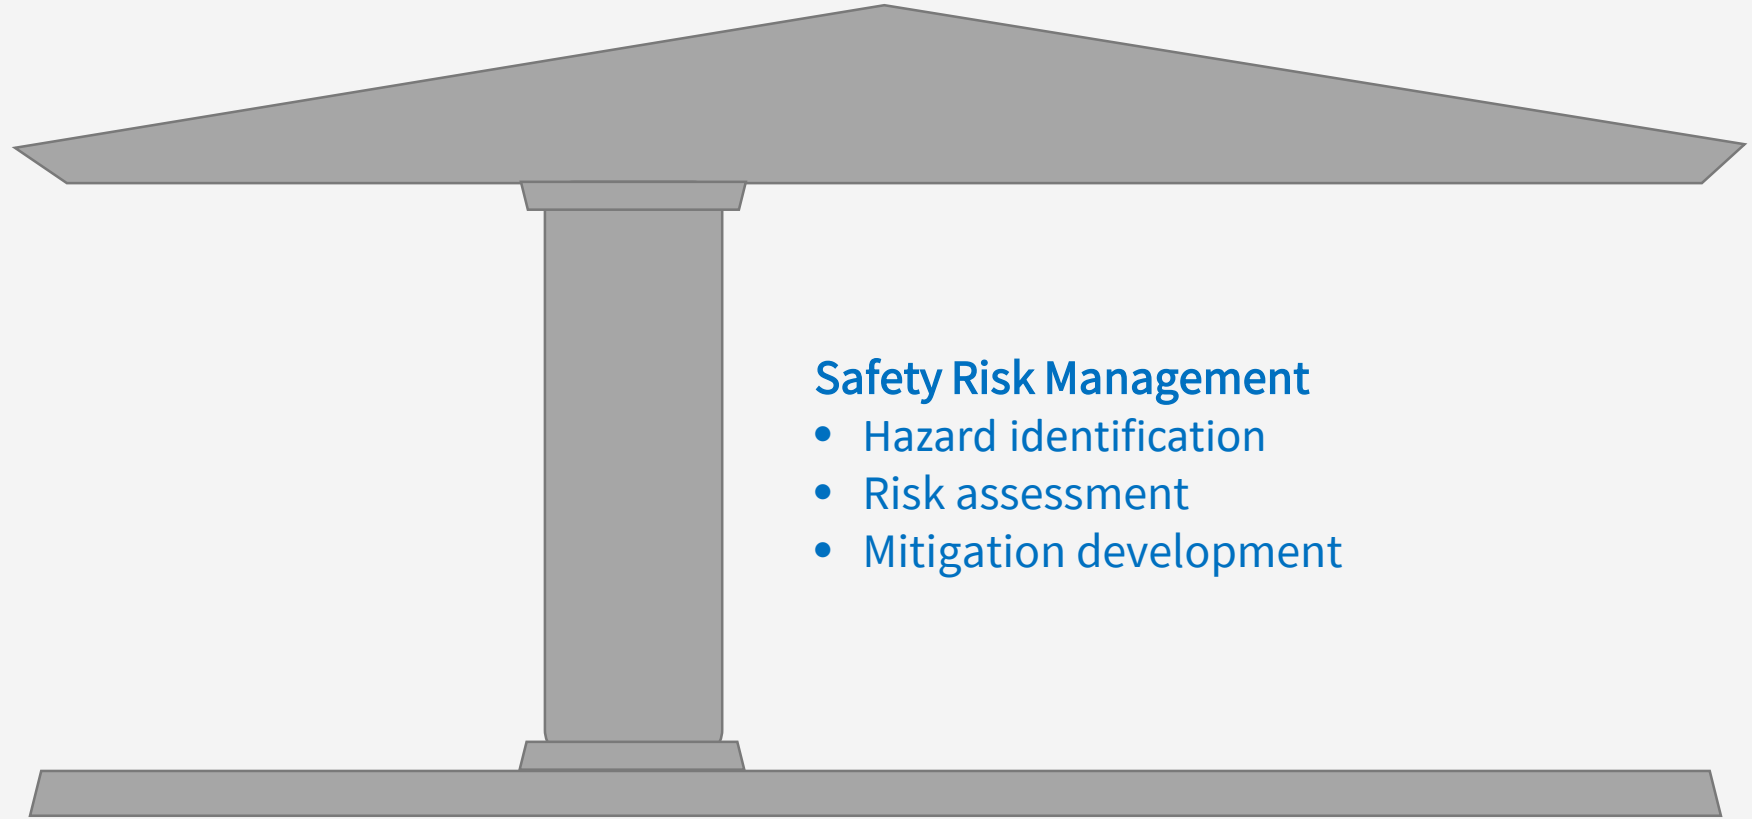 Safety Risk Management
• Hazard identification
• Risk assessment
• Mitigation development